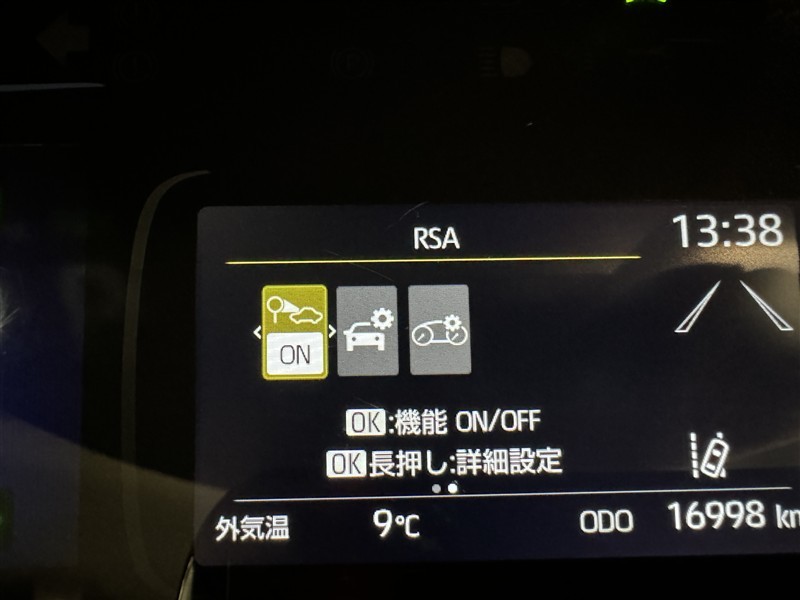 RSA
13:38
ON
OK:機能 ON/OFF
OK長押し:詳細設定
外気温 9℃ ODO 16998 km